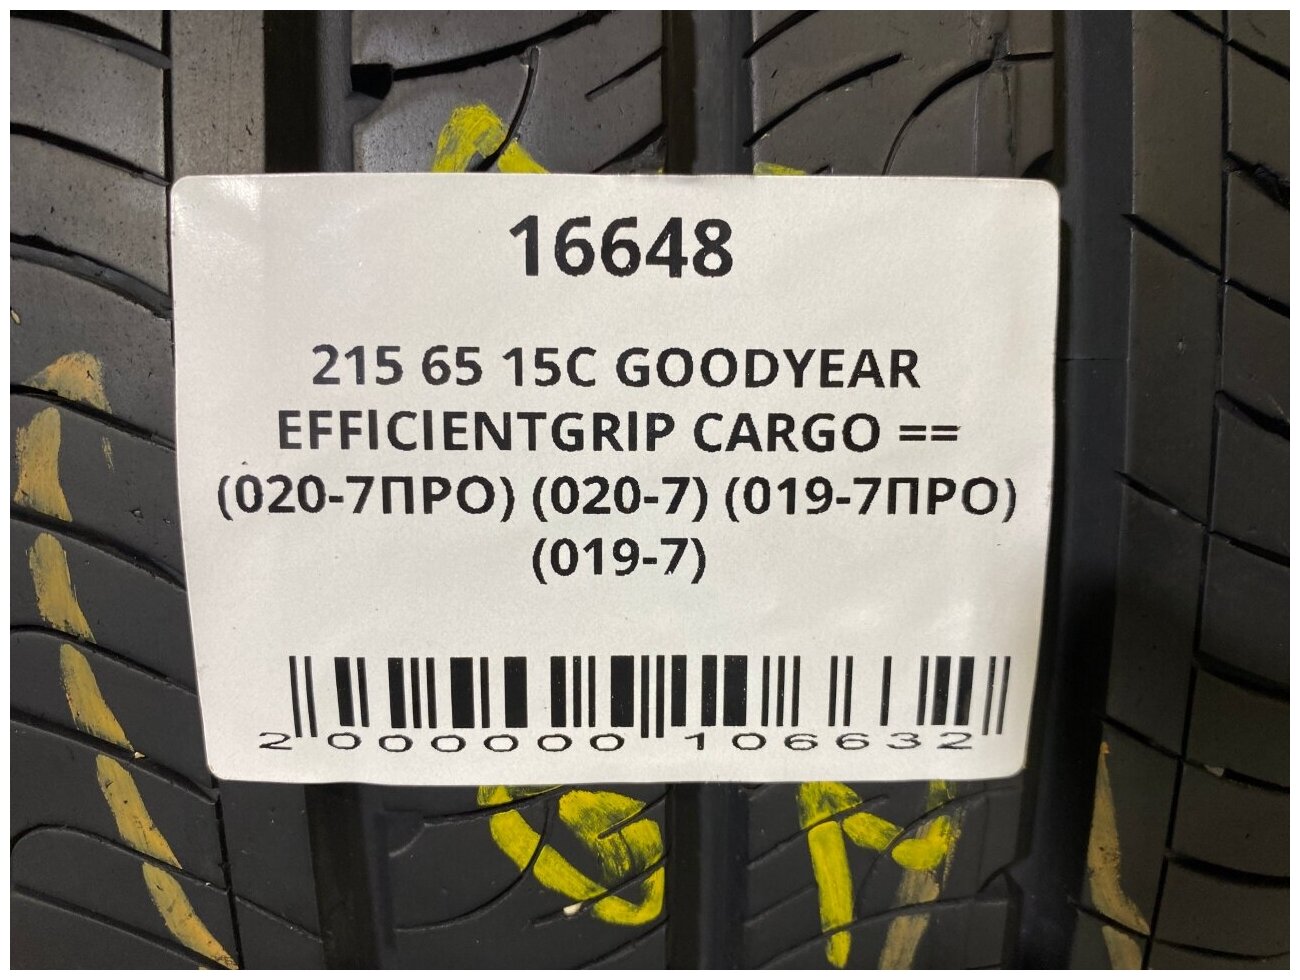 16648
215 65 15C GOODYEAR
EFFICIENTGRIP CARGO ==
(020-7ПРО) (020-7) (019-7ПРО)
(019-7)
2 000000 106632